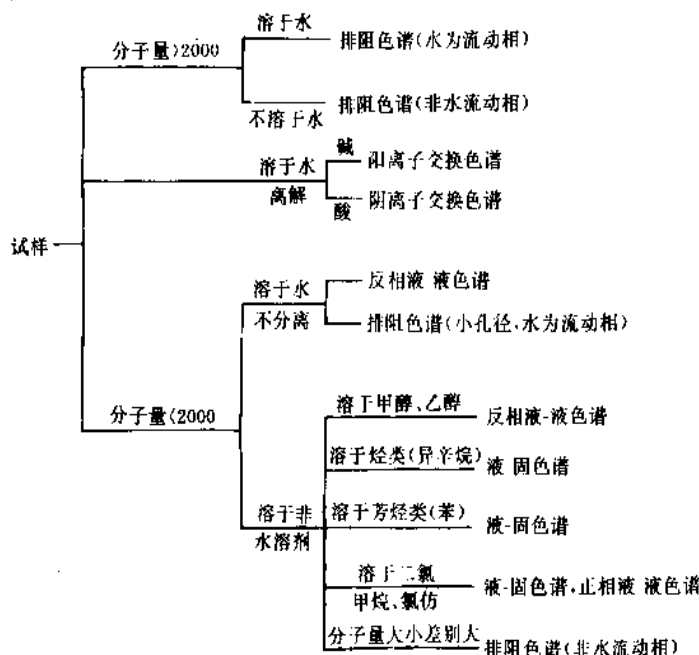 溶于水
分子量>2000
排阻色谱(水为流动相)
排阻色谱(非水流动相)
不溶于水
溶于水
离解
碱
阳离子交换色谱
酸
阴离子交换色谱
试样
溶于水
不分离
反相液 液色谱
排阻色谱(小孔径,水为流动相)
分子量<2000
溶于甲醇、乙醇
反相液-液色谱
溶于烃类(异辛烷)
液 固色谱
溶于非
水溶剂
溶于芳烃类(苯)
液-固色谱
溶于二氯
甲烷、氯仿
液-固色谱,正相液 液色谱
分子量大小差别大
排阻色谱(非水流动相)